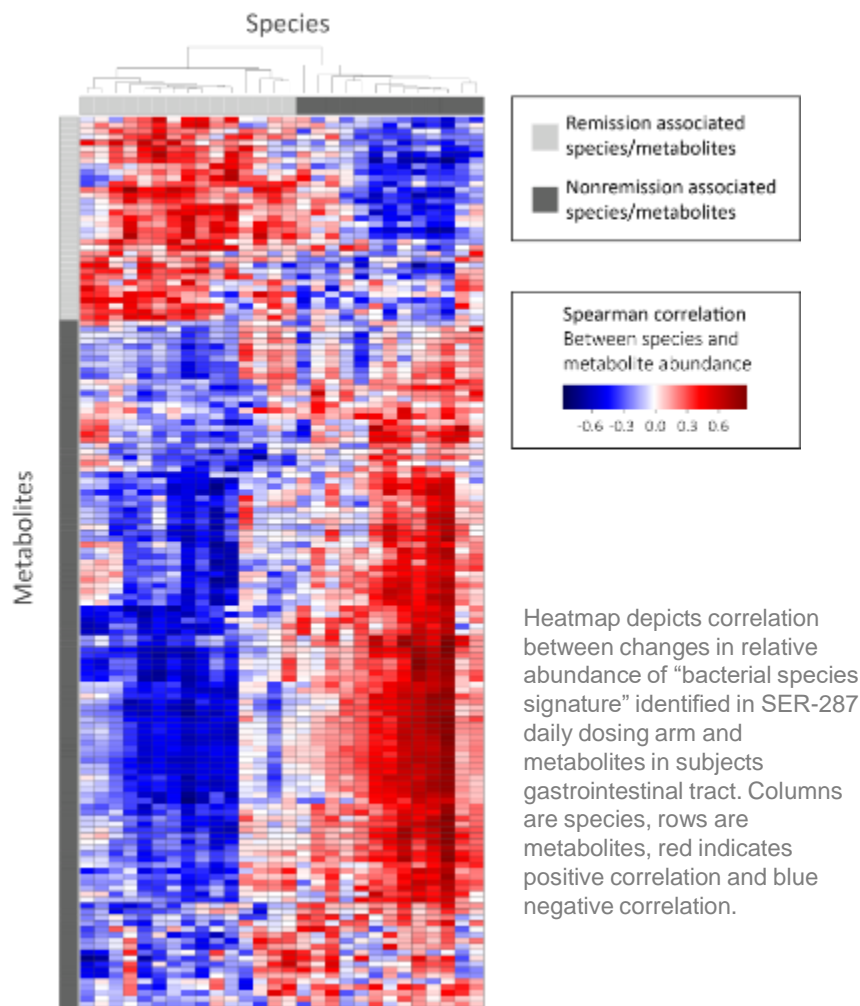 Species
Remission associated
species/metabolites
Nonremission associated
species/metabolites
Spearman correlation
Between species and
metabolite abundance
-0.6 -0.3 0.0 0.3 0.6
Metabolites
Heatmap depicts correlation
between changes in relative
abundance of “bacterial species
signature” identified in SER-287
daily dosing arm and
metabolites in subjects
gastrointestinal tract. Columns
are species, rows are
metabolites, red indicates
positive correlation and blue
negative correlation.